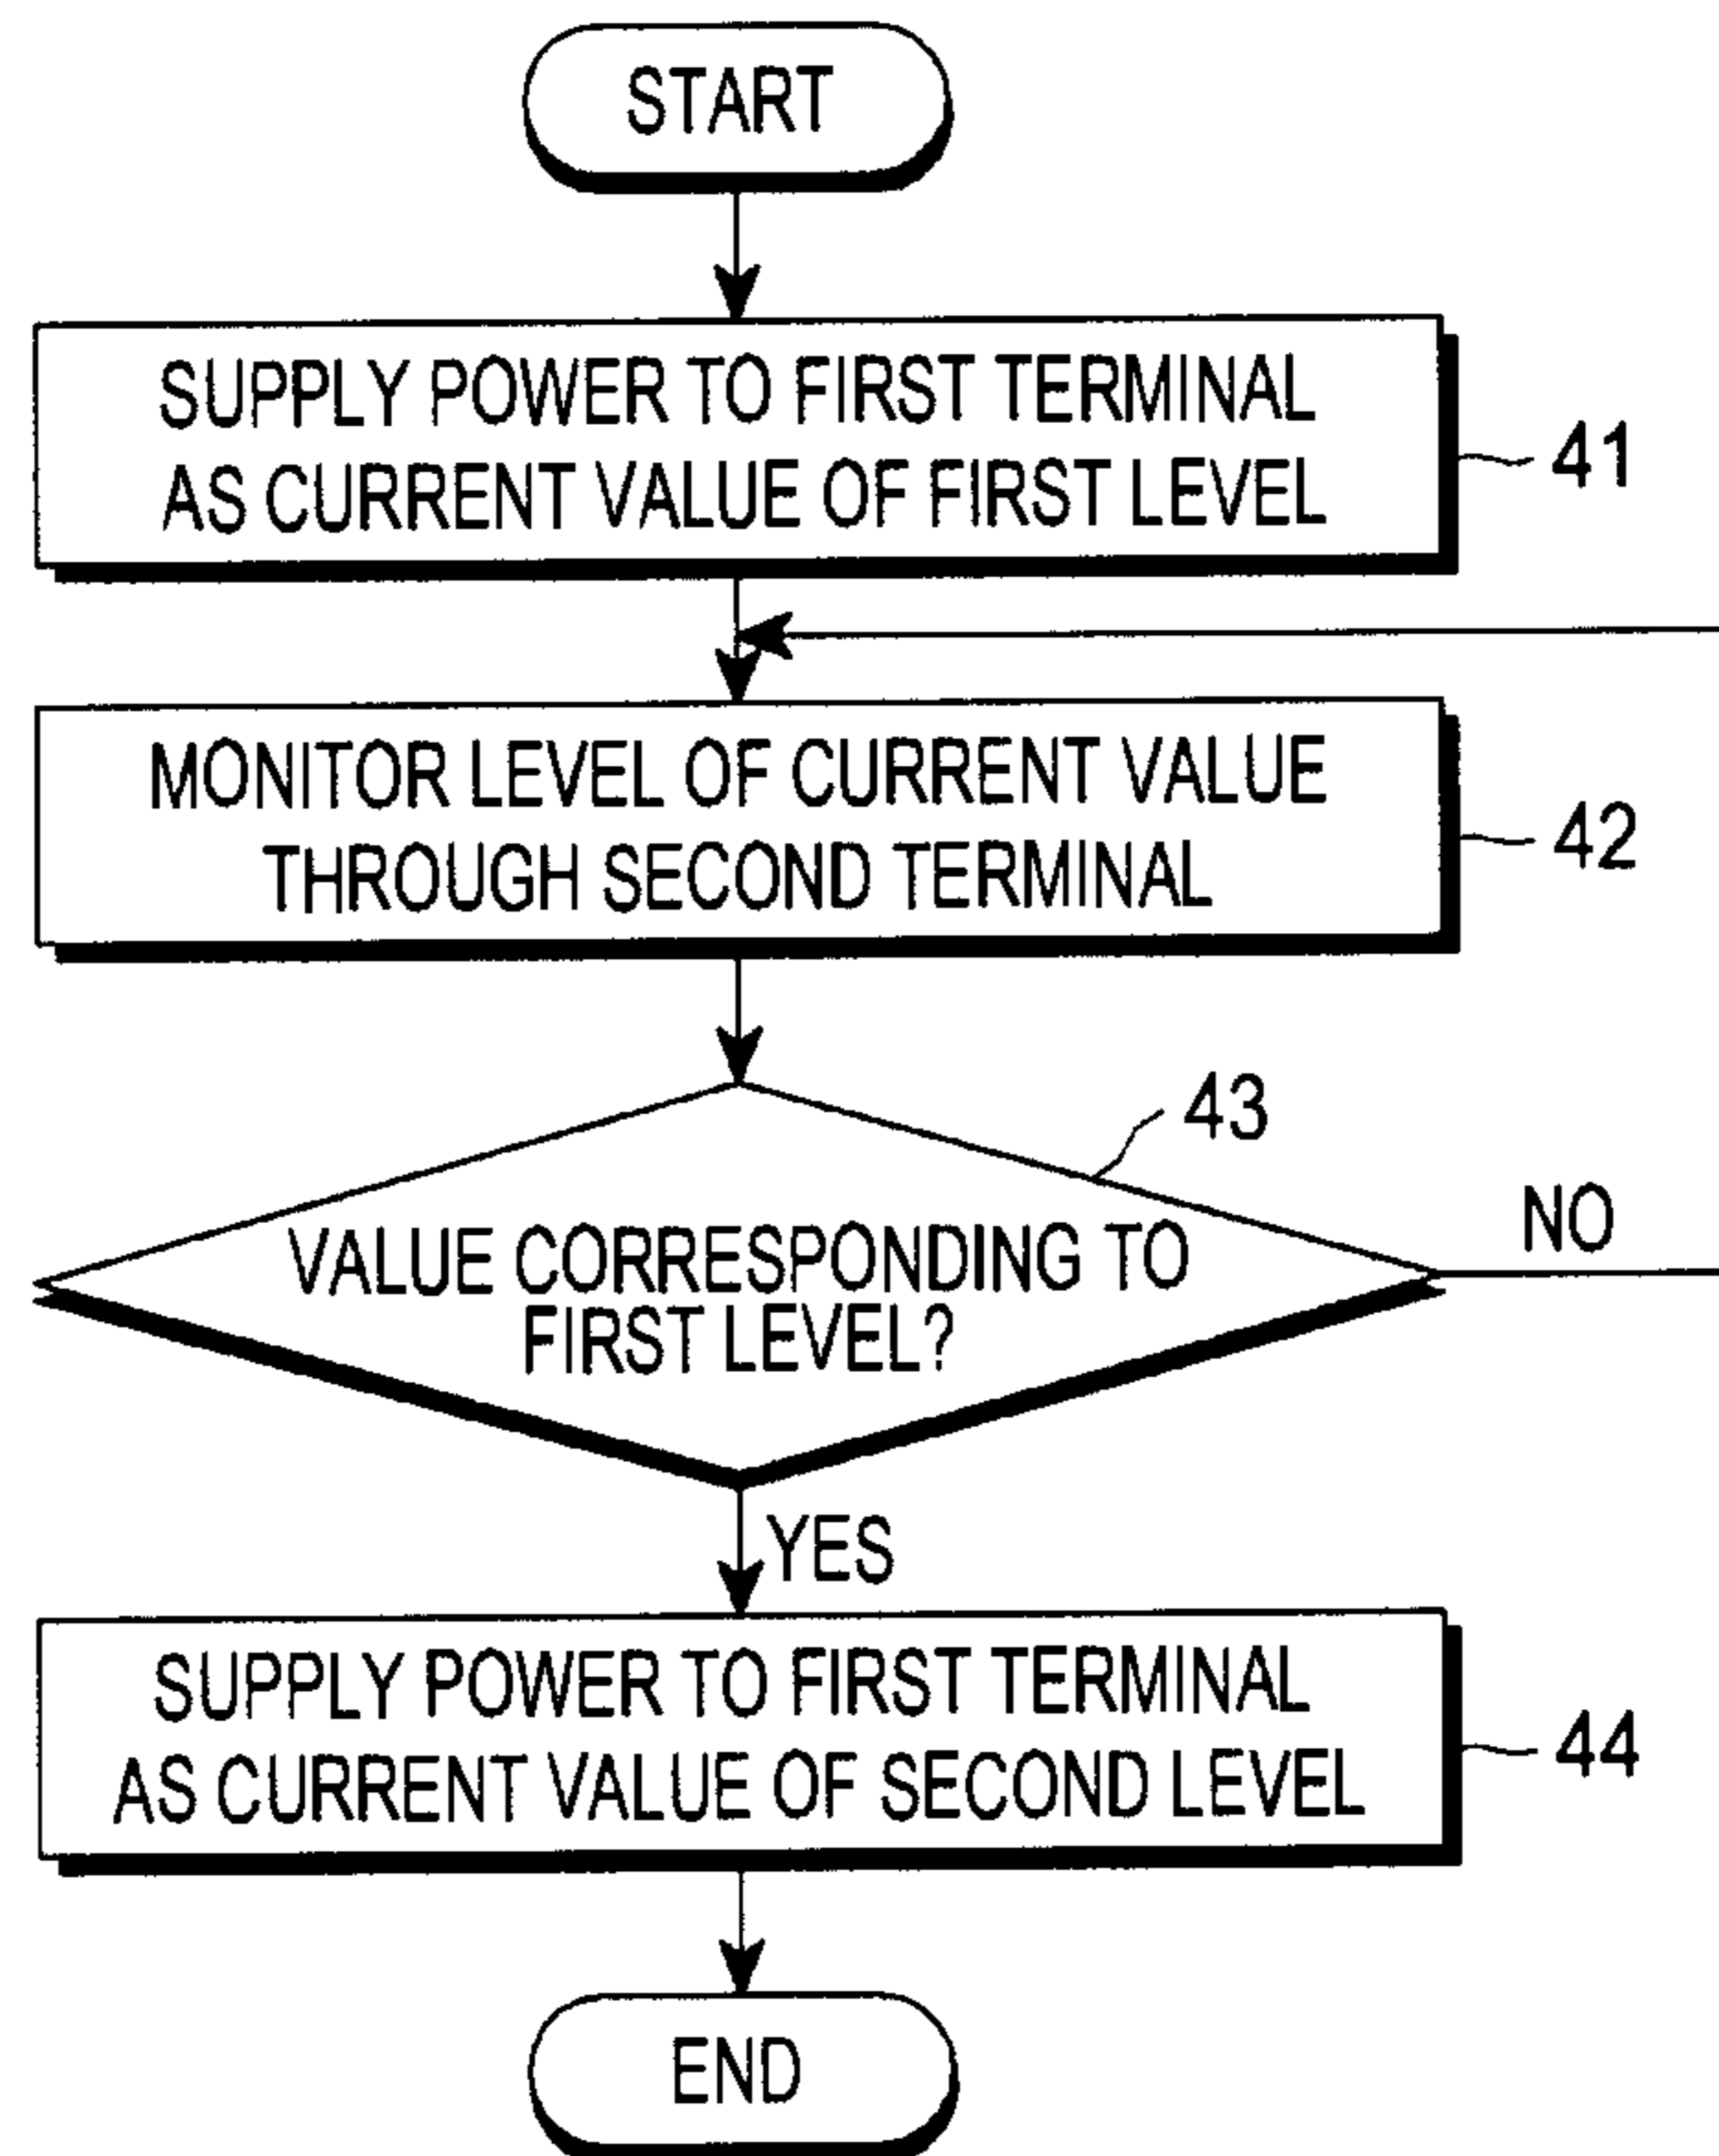 START
SUPPLY POWER TO FIRST TERMINAL
AS CURRENT VALUE OF FIRST LEVEL
41
MONITOR LEVEL OF CURRENT VALUE
THROUGH SECOND TERMINAL
42
43
VALUE CORRESPONDING TO
FIRST LEVEL?
NO
YES
SUPPLY POWER TO FIRST TERMINAL
AS CURRENT VALUE OF SECOND LEVEL
44
END